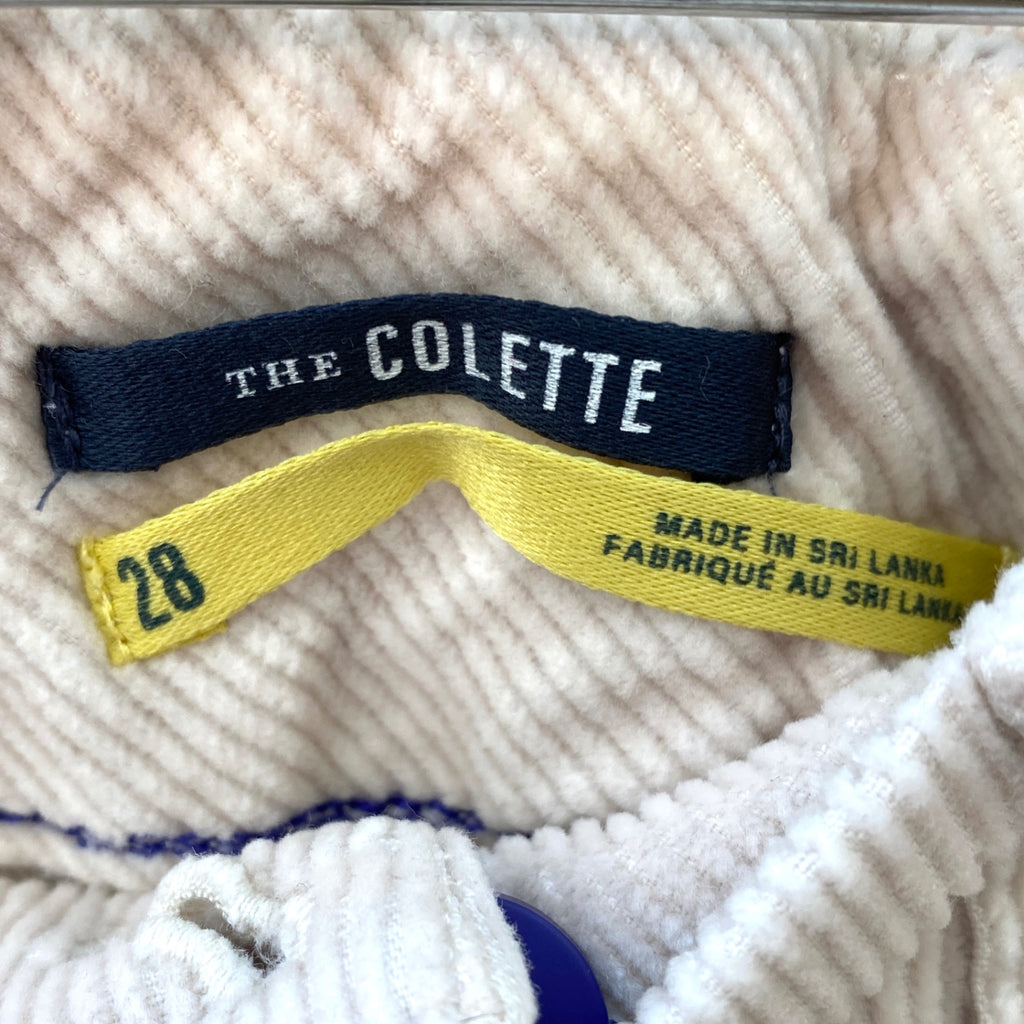 THE COLETTE
28
MADE IN SRI LANKA
FABRIQUÉ AU SRI LANKA